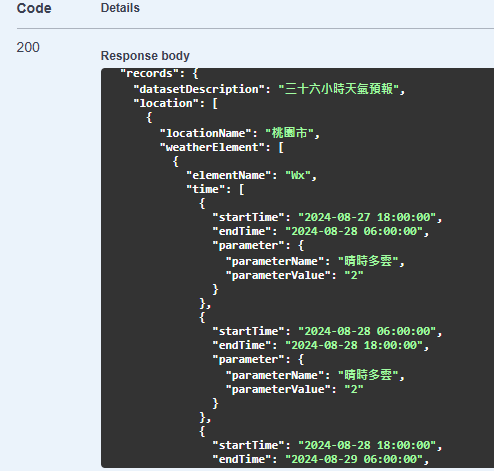 Code Details
200
Response body
"records": {
"datasetDescription": "三十六小時天氣預報",
"location": [
{
"locationName": "桃園市",
"weatherElement": [
{
"elementName": "Wx",
"time": [
{
"startTime": "2024-08-27 18:00:00",
"endTime": "2024-08-28 06:00:00",
"parameter": {
"parameterName": "晴時多雲",
"parameterValue": "2"
}
},
{
"startTime": "2024-08-28 06:00:00",
"endTime": "2024-08-28 18:00:00",
"parameter": {
"parameterName": "晴時多雲",
"parameterValue": "2"
}
},
{
"startTime": "2024-08-28 18:00:00",
"endTime": "2024-08-29 06:00:00",